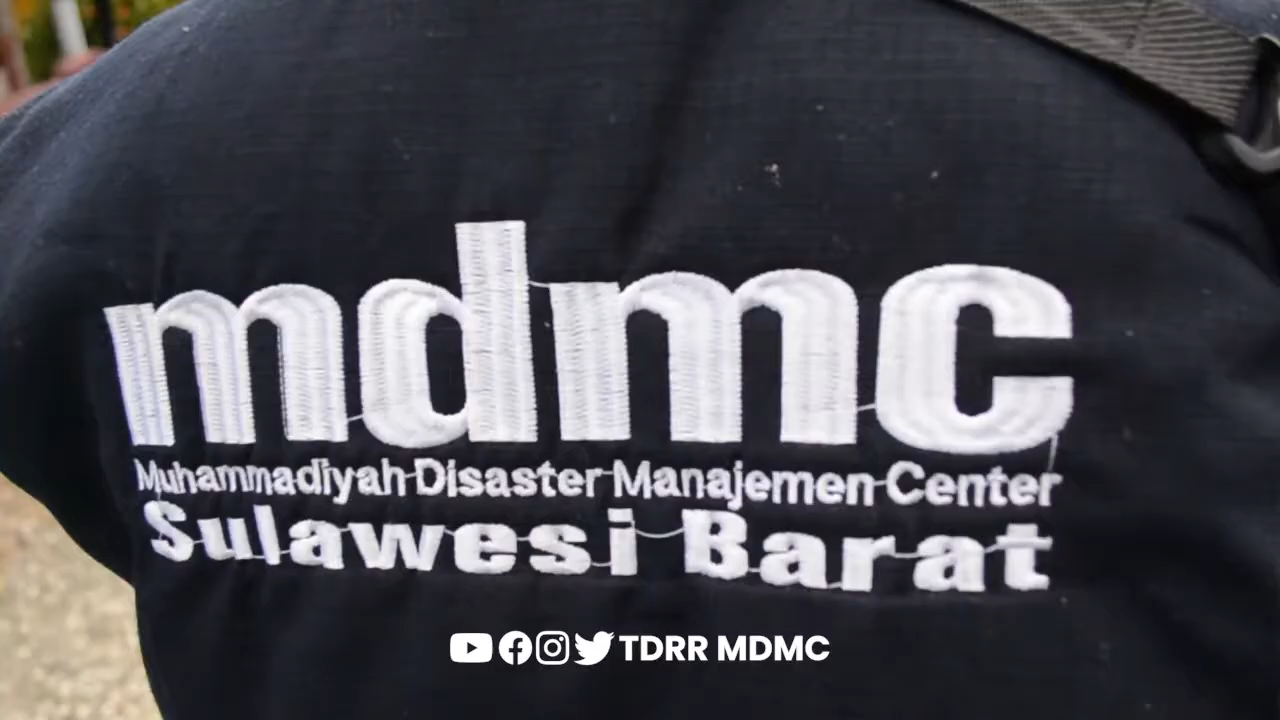 mdmc
Muhammadiyah Disaster Manajemen Center
Sulawesi Barat
TDRR MDMC